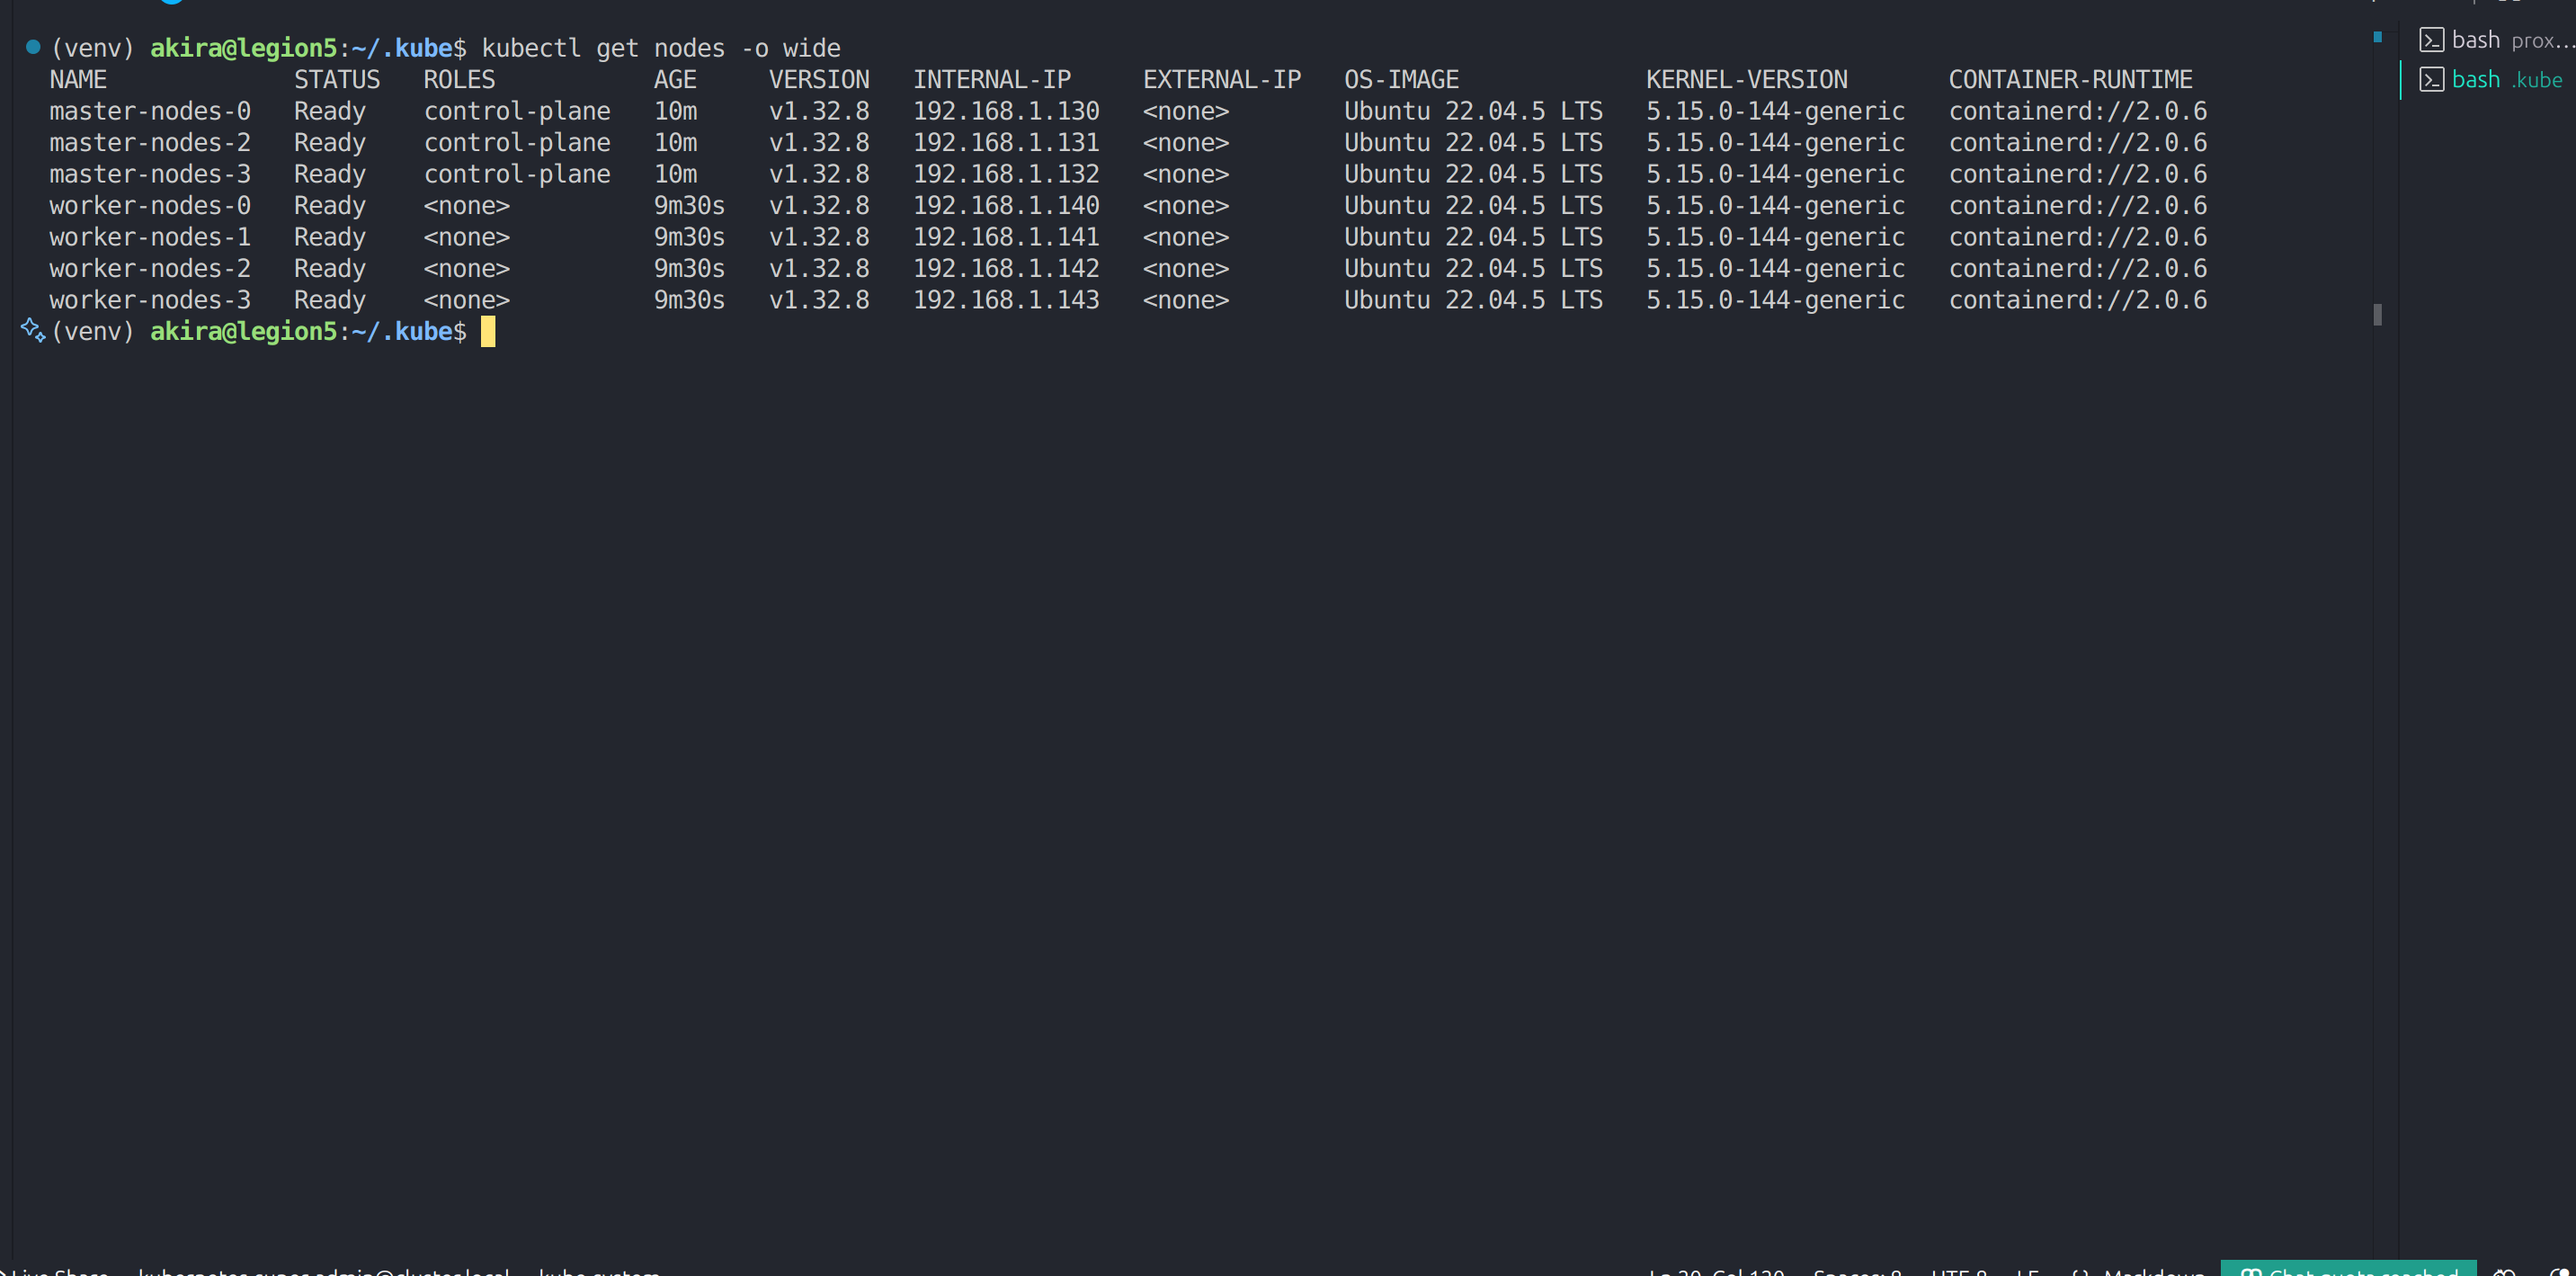 (venv) akira@legion5:~/.kube$ kubectl get nodes -o wide
NAME STATUS ROLES AGE VERSION INTERNAL-IP EXTERNAL-IP OS-IMAGE KERNEL-VERSION CONTAINER-RUNTIME
master-nodes-0 Ready control-plane 10m v1.32.8 192.168.1.130 <none> Ubuntu 22.04.5 LTS 5.15.0-144-generic containerd://2.0.6
master-nodes-2 Ready control-plane 10m v1.32.8 192.168.1.131 <none> Ubuntu 22.04.5 LTS 5.15.0-144-generic containerd://2.0.6
master-nodes-3 Ready control-plane 10m v1.32.8 192.168.1.132 <none> Ubuntu 22.04.5 LTS 5.15.0-144-generic containerd://2.0.6
worker-nodes-0 Ready <none> 9m30s v1.32.8 192.168.1.140 <none> Ubuntu 22.04.5 LTS 5.15.0-144-generic containerd://2.0.6
worker-nodes-1 Ready <none> 9m30s v1.32.8 192.168.1.141 <none> Ubuntu 22.04.5 LTS 5.15.0-144-generic containerd://2.0.6
worker-nodes-2 Ready <none> 9m30s v1.32.8 192.168.1.142 <none> Ubuntu 22.04.5 LTS 5.15.0-144-generic containerd://2.0.6
worker-nodes-3 Ready <none> 9m30s v1.32.8 192.168.1.143 <none> Ubuntu 22.04.5 LTS 5.15.0-144-generic containerd://2.0.6
(venv) akira@legion5:~/.kube$
bash prox...
bash .kube
Live Share kube-system
UTF-8 LF {} Markdown Chat quota reached